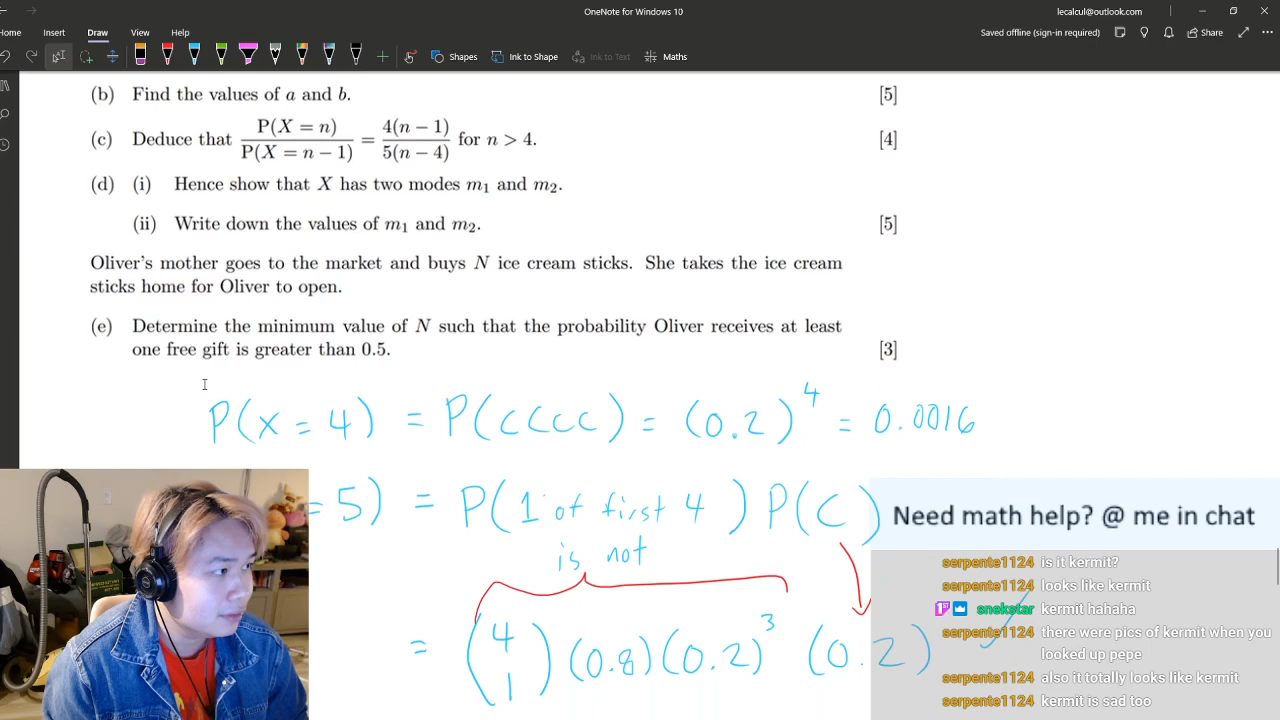 OneNote for Windows 10
lecalcul@outlook.com
Home Insert Draw View Help
Saved offline (sign-in required)
Share
Shapes
Ink to Shape
Ink to Text
Maths
(b) Find the values of a and b. [5]
(c) Deduce that P(X = n) / P(X = n − 1) = 4(n − 1) / 5(n − 4) for n > 4. [4]
(d) (i) Hence show that X has two modes m₁ and m₂.
(ii) Write down the values of m₁ and m₂. [5]
Oliver's mother goes to the market and buys N ice cream sticks. She takes the ice cream
sticks home for Oliver to open.
(e) Determine the minimum value of N such that the probability Oliver receives at least
one free gift is greater than 0.5. [3]
P(x = 4) = P(CCCC) = (0.2)⁴ = 0.0016
= 5) = P(1 of first 4 is not) P(C)
= (4 1) (0.8)(0.2)³ (0.2)
Need math help? @ me in chat
serpente1124 is it kermit?
serpente1124 looks like kermit
1ST snekstar kermit hahaha
serpente1124 there were pics of kermit when you
looked up pepe
serpente1124 also it totally looks like kermit
serpente1124 kermit is sad too